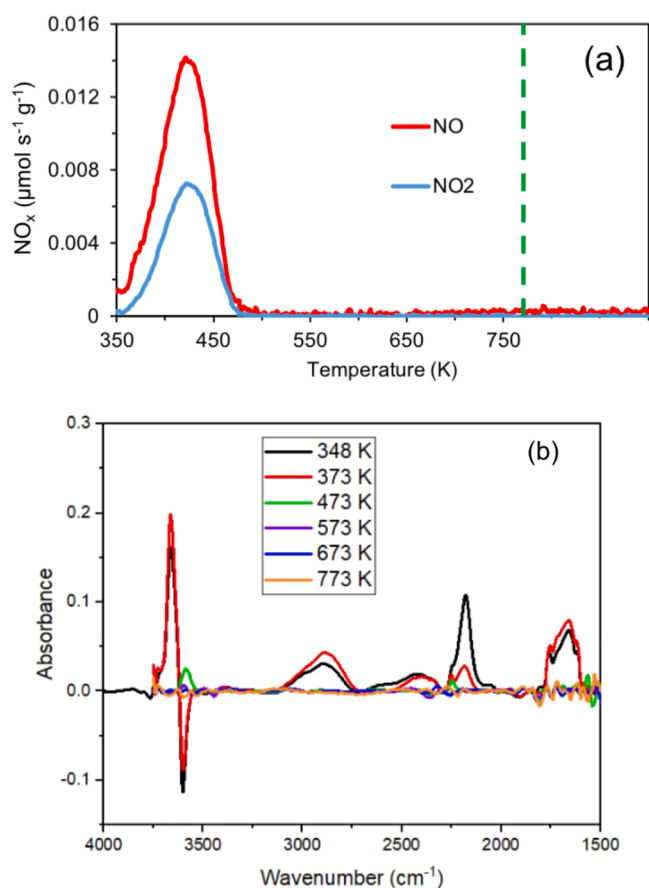 (a)
NOₓ (μmol s⁻¹ g⁻¹)
0.016
0.012
0.008
0.004
0
NO
NO2
350 450 550 650 750
Temperature (K)
(b)
Absorbance
0.3
0.2
0.1
0.0
-0.1
348 K
373 K
473 K
573 K
673 K
773 K
4000 3500 3000 2500 2000 1500
Wavenumber (cm⁻¹)